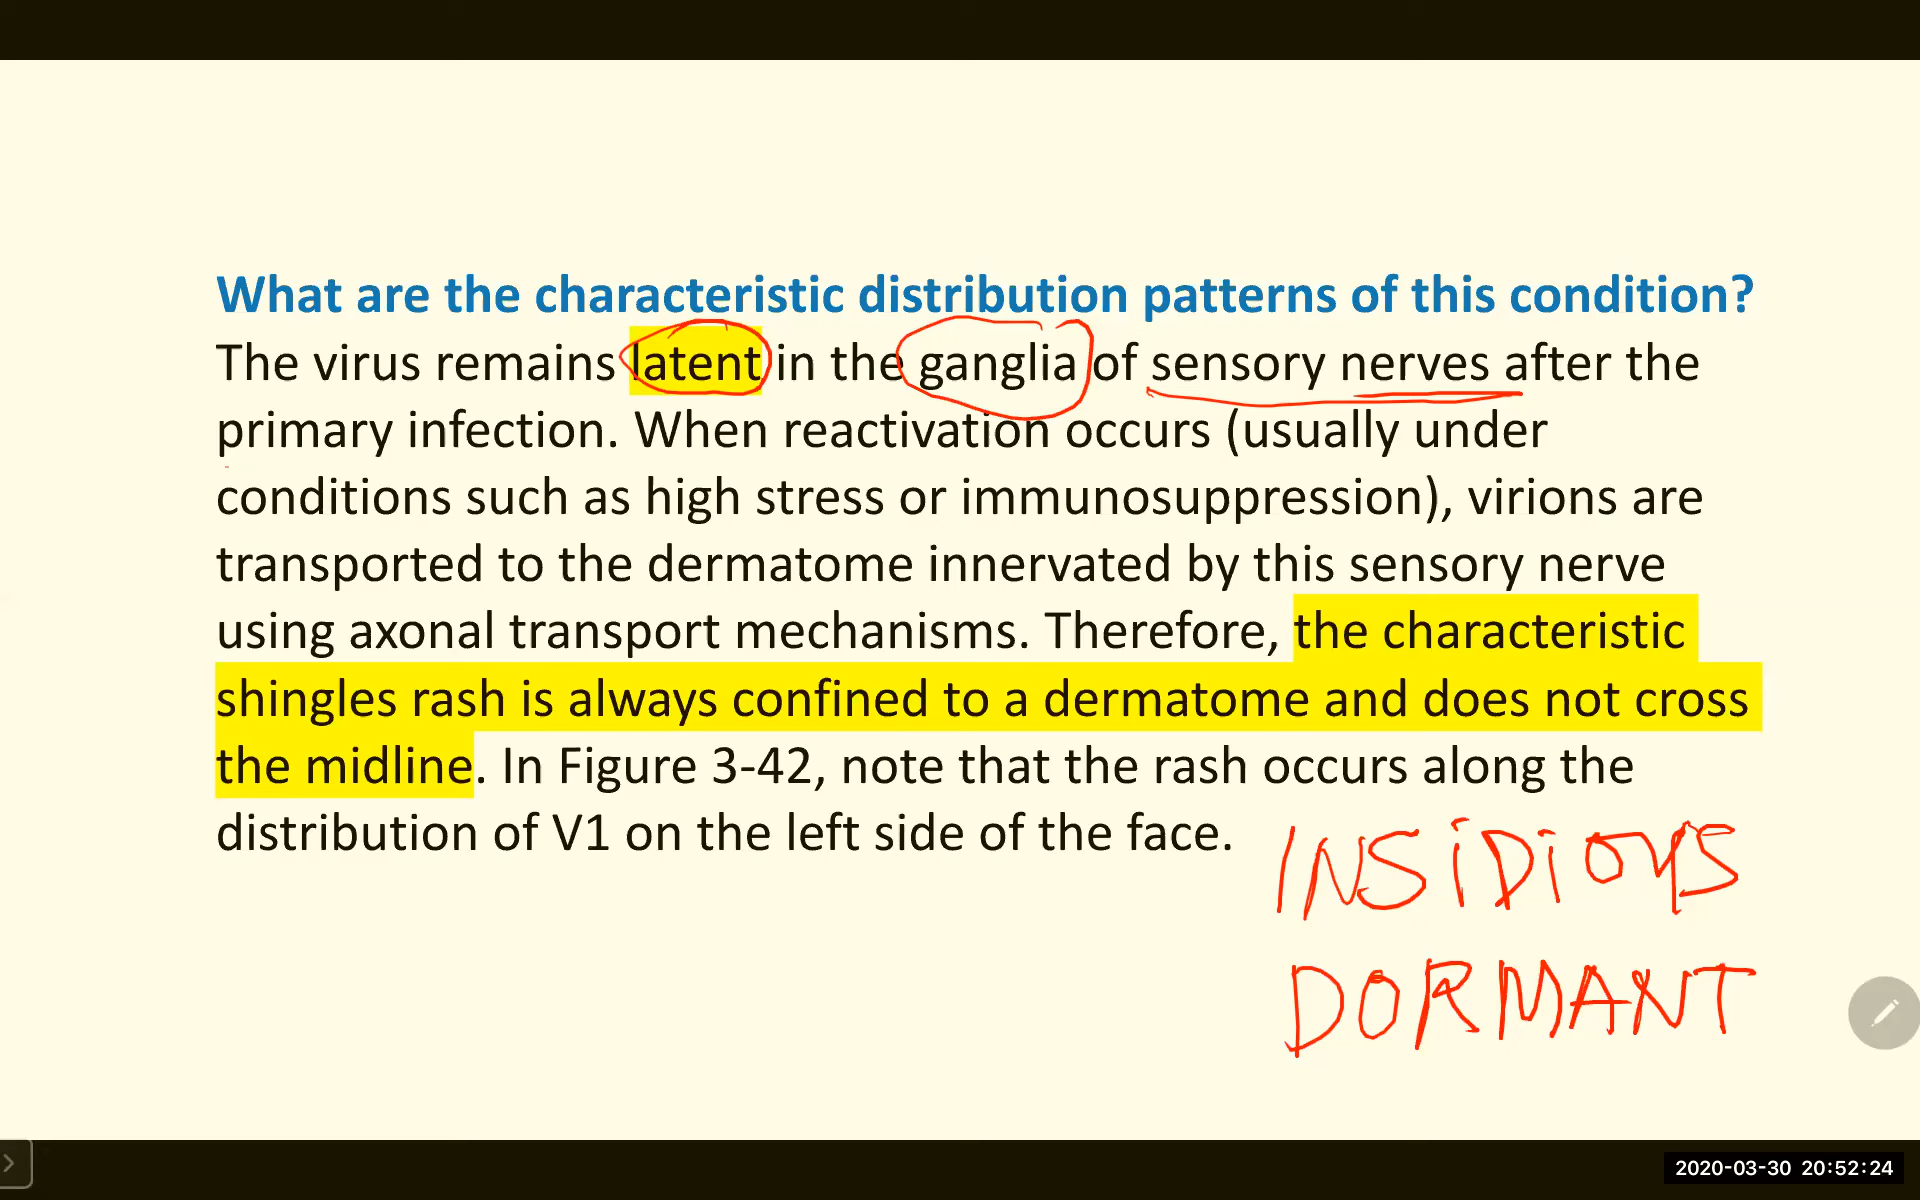 What are the characteristic distribution patterns of this condition?
The virus remains latent in the ganglia of sensory nerves after the
primary infection. When reactivation occurs (usually under
conditions such as high stress or immunosuppression), virions are
transported to the dermatome innervated by this sensory nerve
using axonal transport mechanisms. Therefore, the characteristic
shingles rash is always confined to a dermatome and does not cross
the midline. In Figure 3-42, note that the rash occurs along the
distribution of V1 on the left side of the face.
INSiDiOUS
DORMANT
2020-03-30 20:52:24